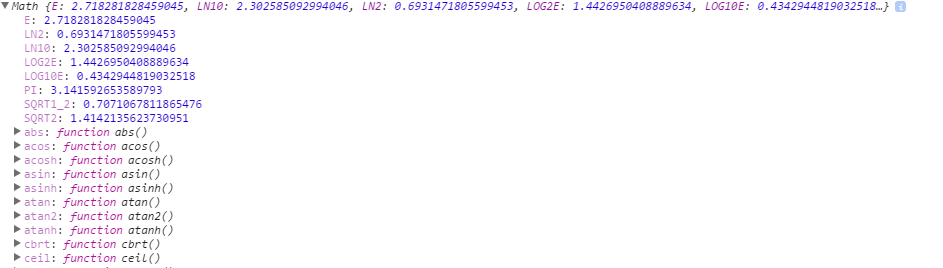 Math {E: 2.718281828459045, LN10: 2.302585092994046, LN2: 0.6931471805599453, LOG2E: 1.4426950408889634, LOG10E: 0.4342944819032518…}
E: 2.718281828459045
LN2: 0.6931471805599453
LN10: 2.302585092994046
LOG2E: 1.4426950408889634
LOG10E: 0.4342944819032518
PI: 3.141592653589793
SQRT1_2: 0.7071067811865476
SQRT2: 1.4142135623730951
abs: function abs()
acos: function acos()
acosh: function acosh()
asin: function asin()
asinh: function asinh()
atan: function atan()
atan2: function atan2()
atanh: function atanh()
cbrt: function cbrt()
ceil: function ceil()